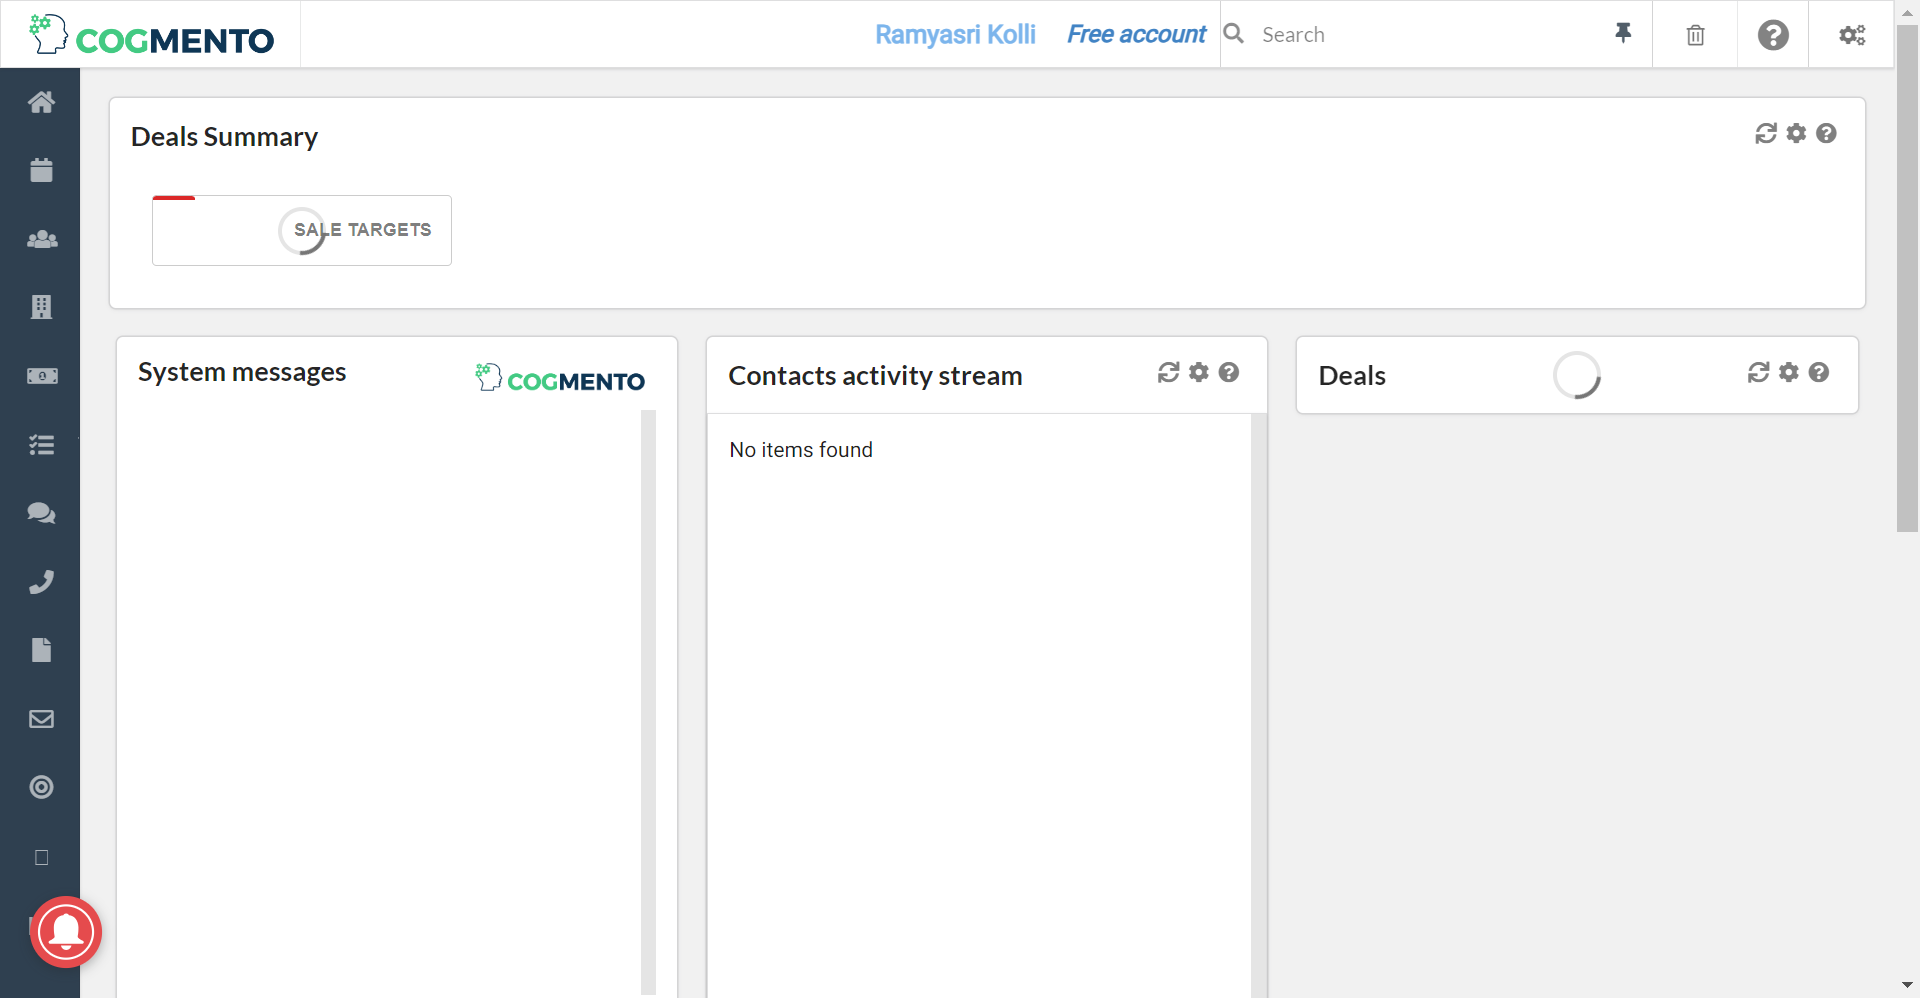 COGMENTO
Ramyasri Kolli
Free account
Search
Deals Summary
SALE TARGETS
System messages
COGMENTO
Contacts activity stream
No items found
Deals